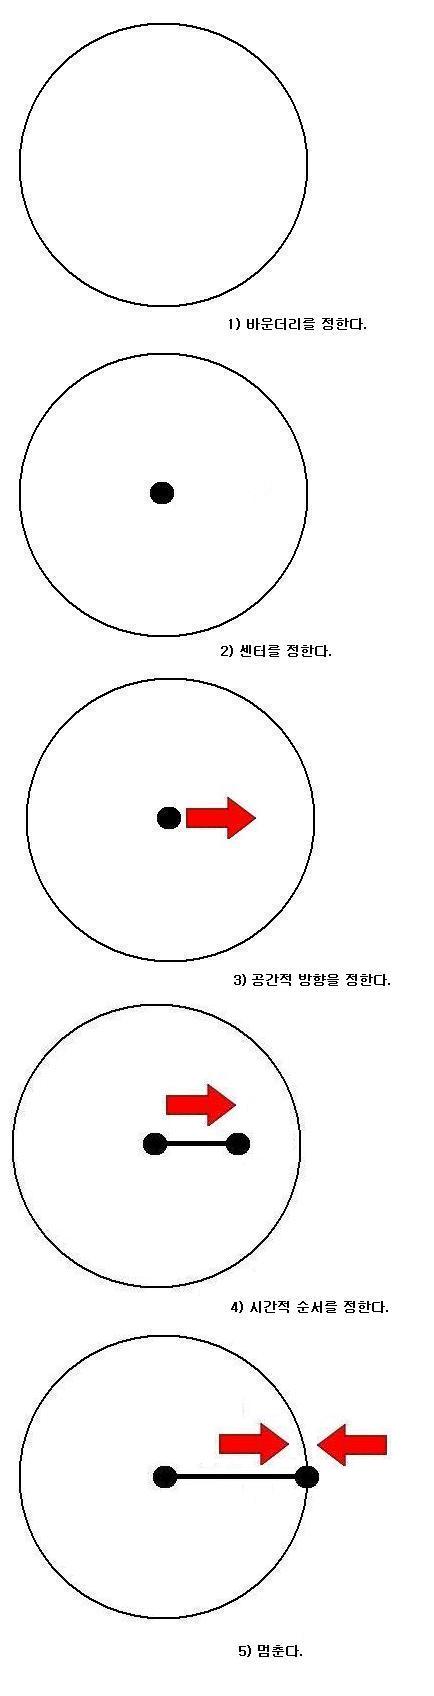 1) 바운더리를 정한다.
2) 센터를 정한다.
3) 공간적 방향을 정한다.
4) 시간적 순서를 정한다.
5) 멈춘다.